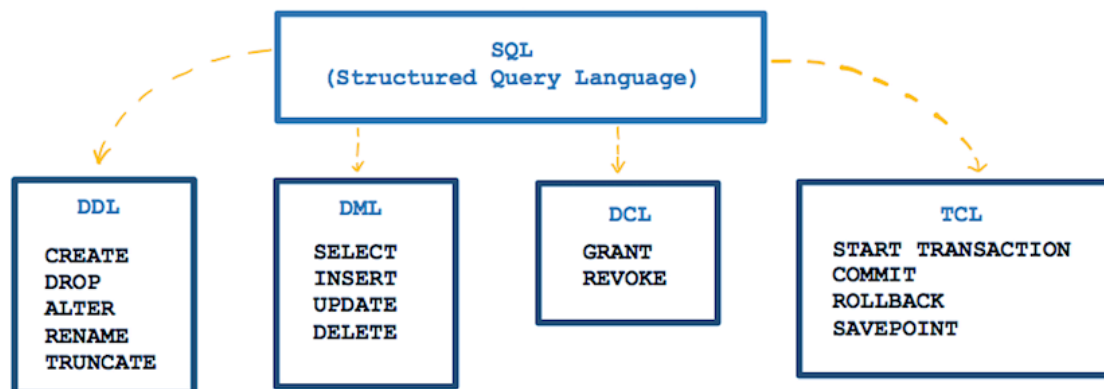 SQL
(Structured Query Language)
DDL
CREATE
DROP
ALTER
RENAME
TRUNCATE
DML
SELECT
INSERT
UPDATE
DELETE
DCL
GRANT
REVOKE
TCL
START TRANSACTION
COMMIT
ROLLBACK
SAVEPOINT